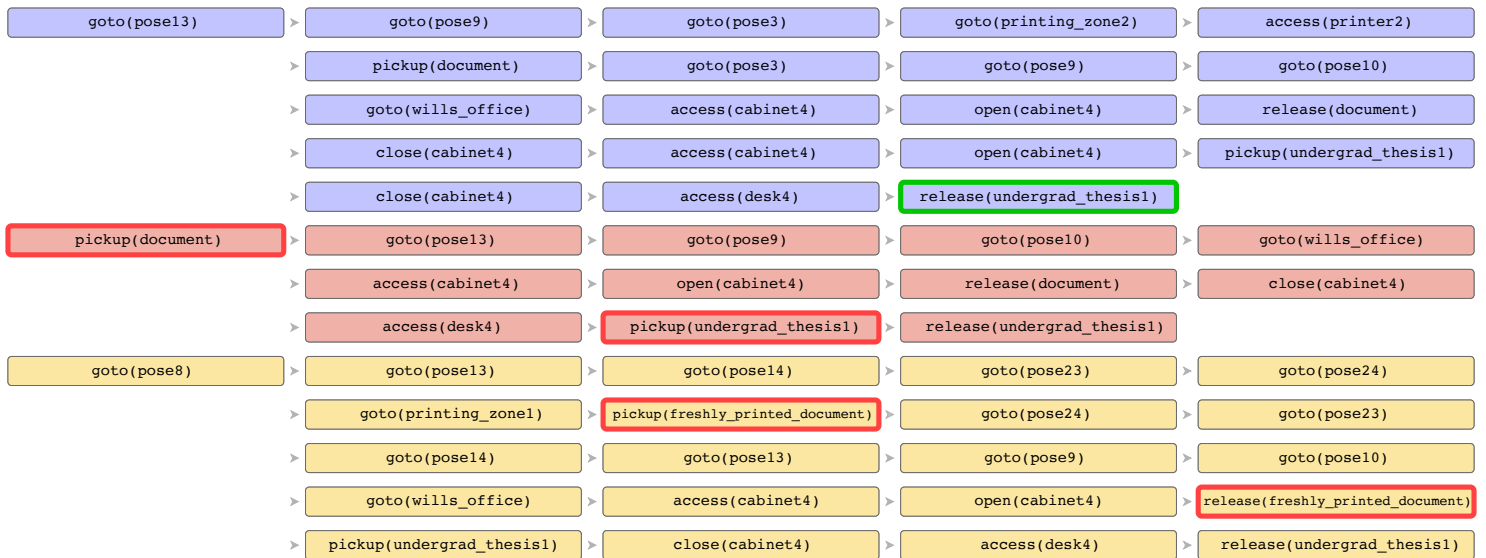 goto(pose13) goto(pose9) goto(pose3) goto(printing_zone2) access(printer2)
pickup(document) goto(pose3) goto(pose9) goto(pose10)
goto(wills_office) access(cabinet4) open(cabinet4) release(document)
close(cabinet4) access(cabinet4) open(cabinet4) pickup(undergrad_thesis1)
close(cabinet4) access(desk4) release(undergrad_thesis1)
pickup(document) goto(pose13) goto(pose9) goto(pose10) goto(wills_office)
access(cabinet4) open(cabinet4) release(document) close(cabinet4)
access(desk4) pickup(undergrad_thesis1) release(undergrad_thesis1)
goto(pose8) goto(pose13) goto(pose14) goto(pose23) goto(pose24)
goto(printing_zone1) pickup(freshly_printed_document) goto(pose24) goto(pose23)
goto(pose14) goto(pose13) goto(pose9) goto(pose10)
goto(wills_office) access(cabinet4) open(cabinet4) release(freshly_printed_document)
pickup(undergrad_thesis1) close(cabinet4) access(desk4) release(undergrad_thesis1)